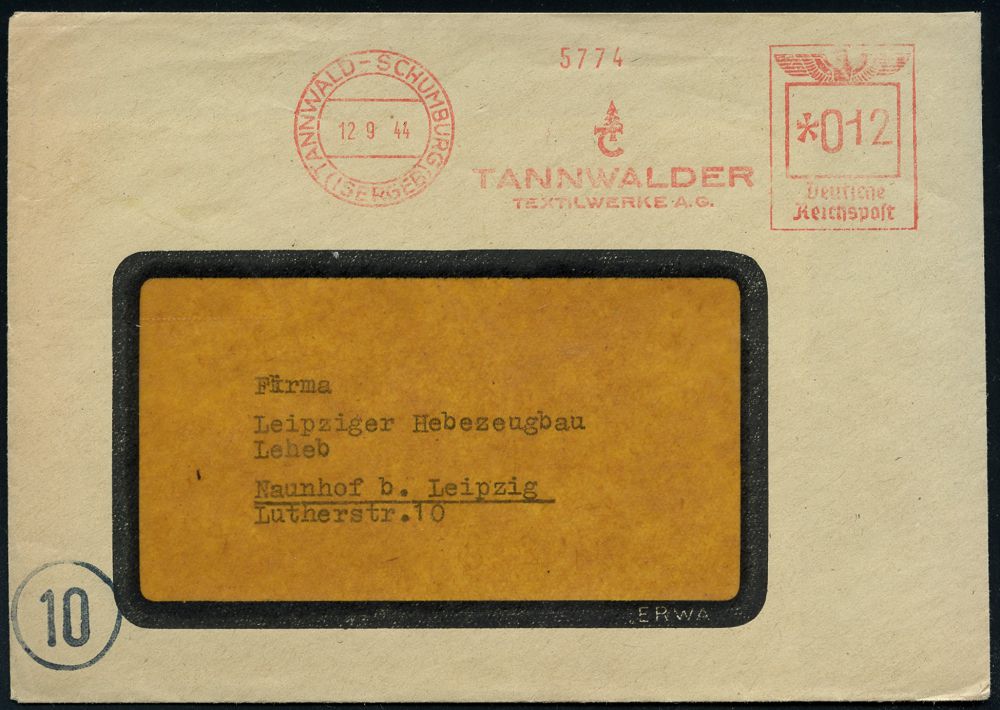 TANNWALD-SCHUMBURG
(ISERGEB)
12 9 44
5774
TANNWALDER
TEXTILWERKE A.G.
*012
Deutsche
Reichspost
Firma
Leipziger Hebezeugbau
Leheb
Naunhof b. Leipzig
Lutherstr.10
10
ERWA